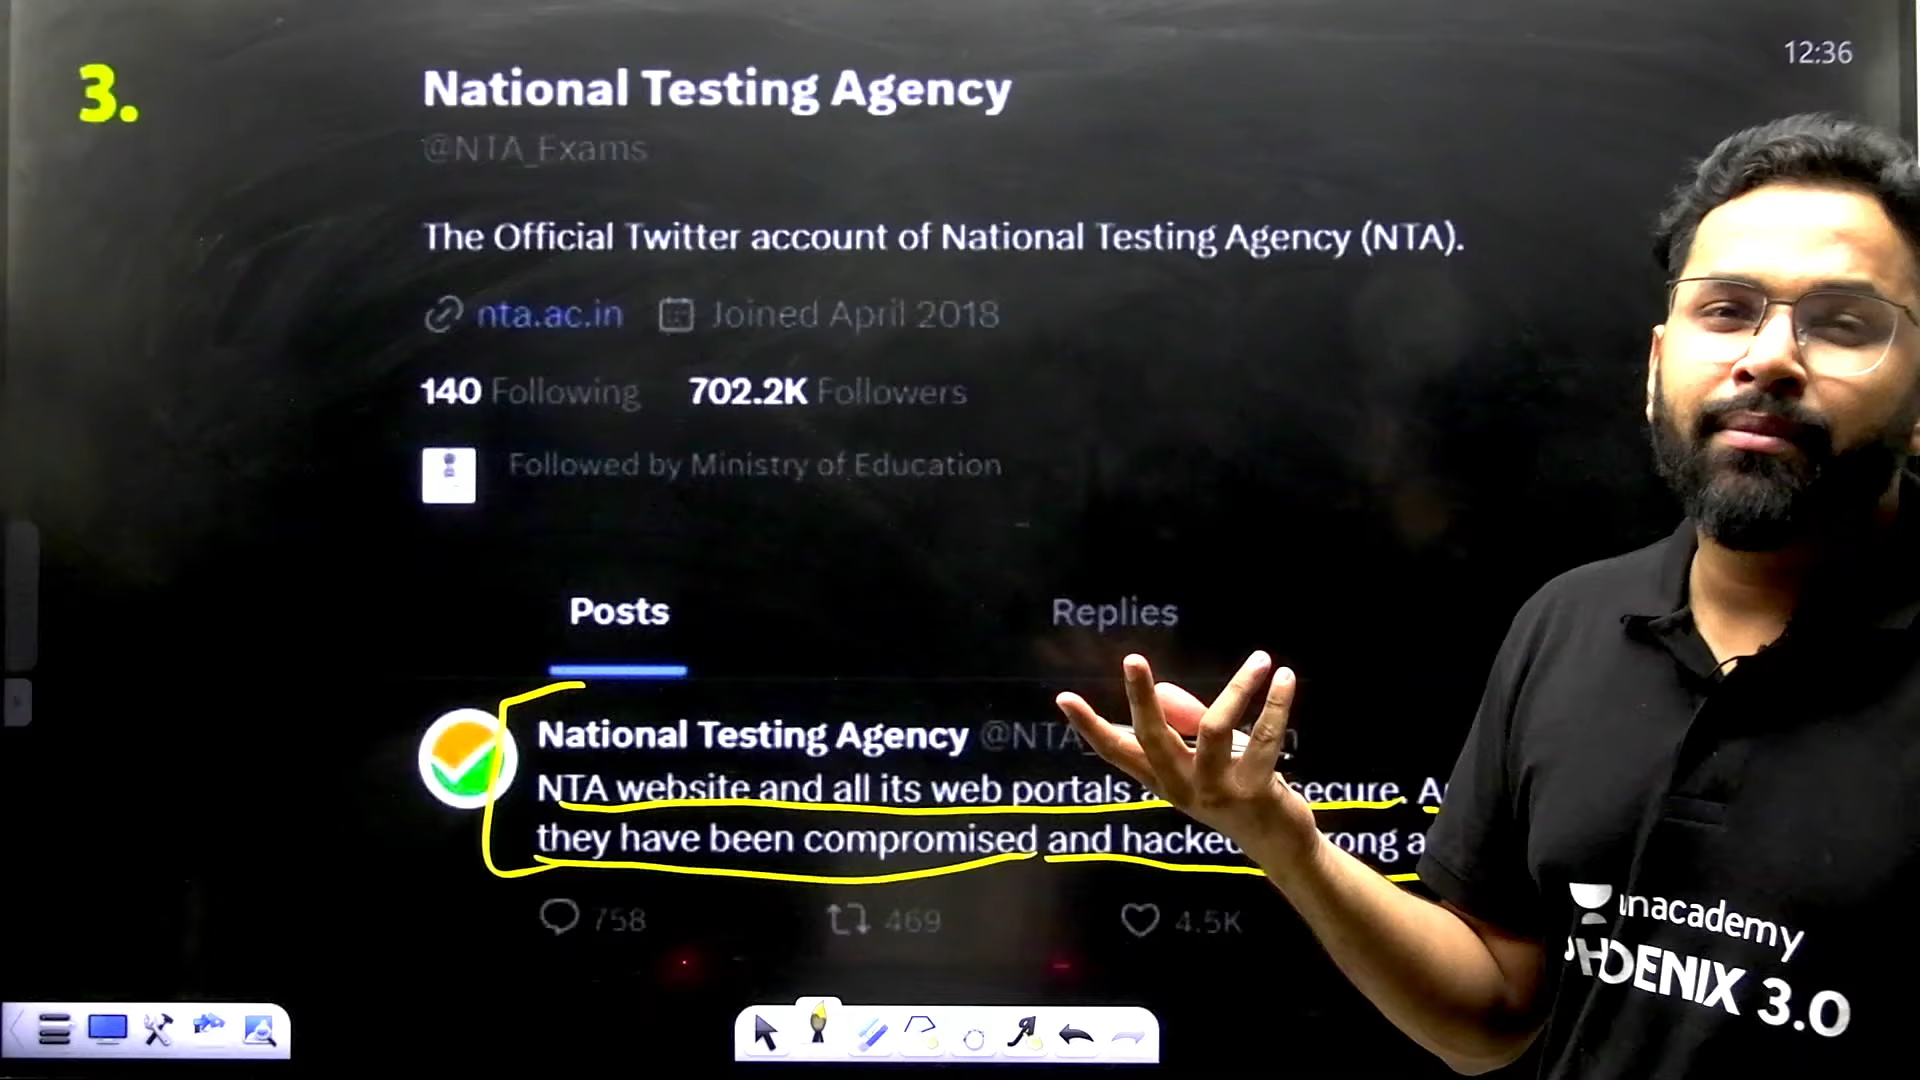 12:36
3.
National Testing Agency
@NTA_Exams
The Official Twitter account of National Testing Agency (NTA).
nta.ac.in Joined April 2018
140 Following 702.2K Followers
Followed by Ministry of Education
Posts Replies
National Testing Agency @NTA_
NTA website and all its web portals secure.
they have been compromised and hacked
758 469 4.5K
unacademy
PHOENIX 3.0